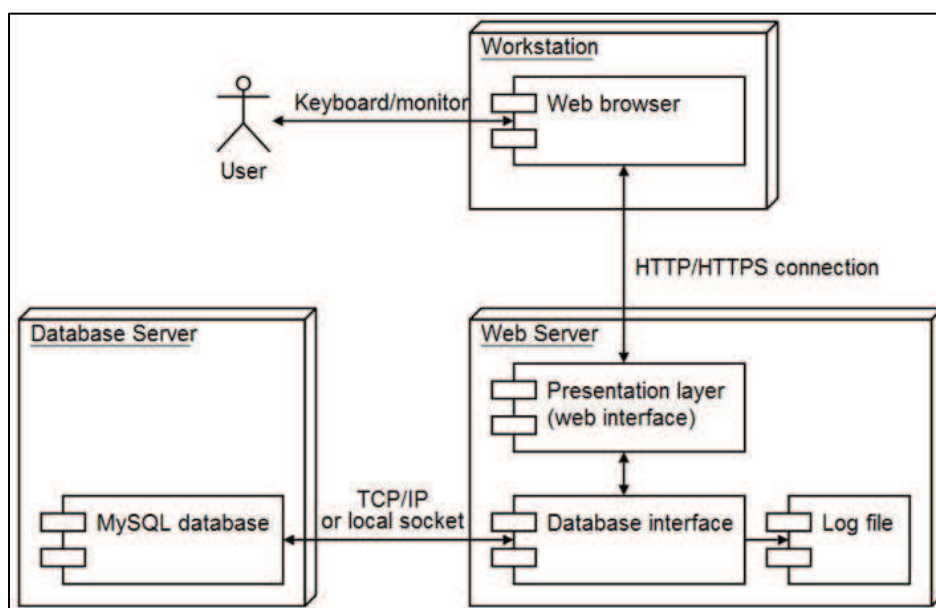 Workstation
Web browser
Keyboard/monitor
User
HTTP/HTTPS connection
Database Server
Web Server
Presentation layer
(web interface)
TCP/IP
or local socket
MySQL database
Database interface
Log file